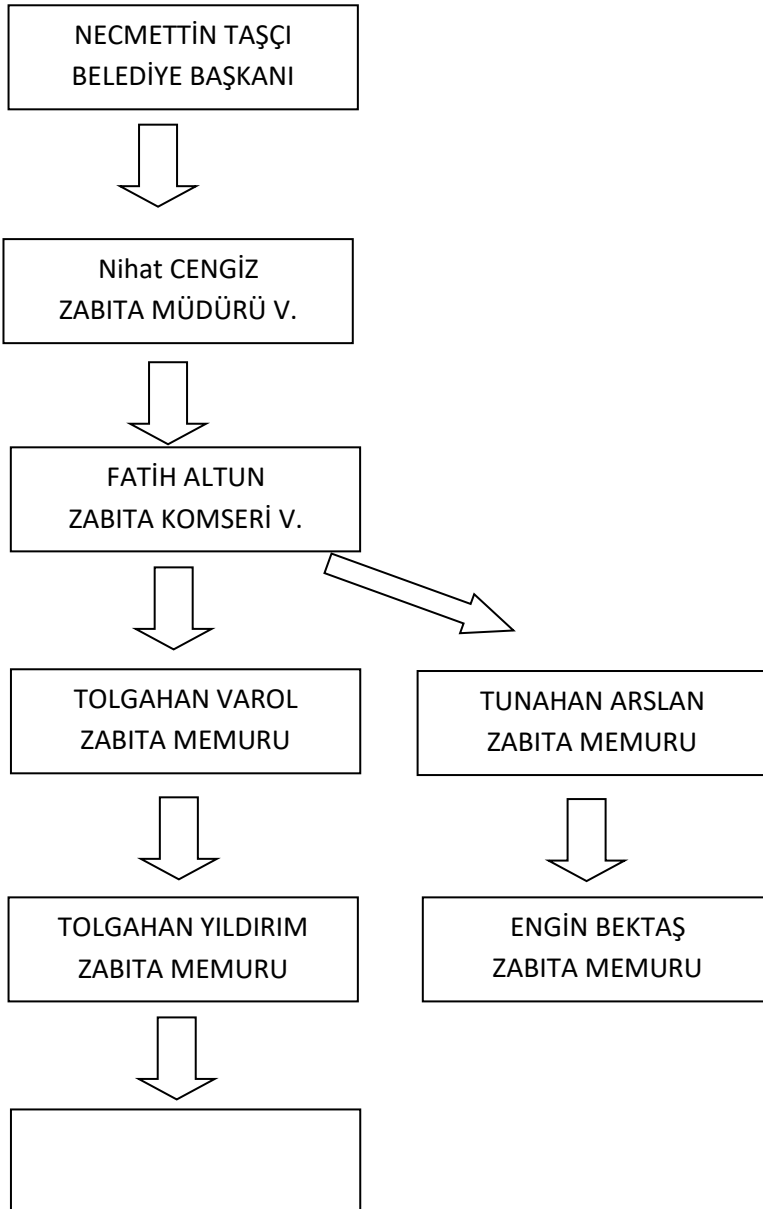 NECMETTİN TAŞÇI
BELEDİYE BAŞKANI
Nihat CENGİZ
ZABITA MÜDÜRÜ V.
FATİH ALTUN
ZABITA KOMSERİ V.
TOLGAHAN VAROL
ZABITA MEMURU
TUNAHAN ARSLAN
ZABITA MEMURU
TOLGAHAN YILDIRIM
ZABITA MEMURU
ENGİN BEKTAŞ
ZABITA MEMURU